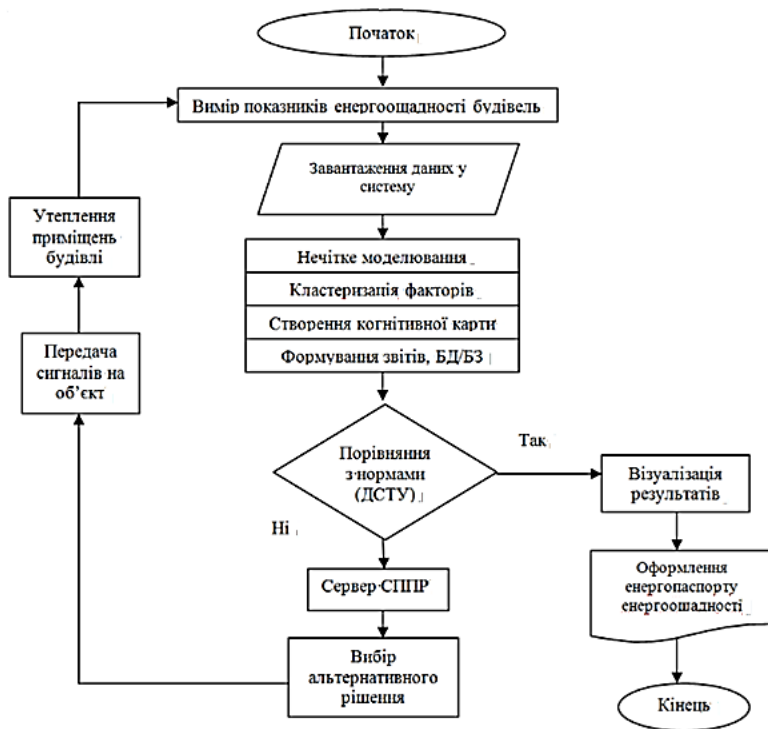 Початок
Вимір показників енергоощадності будівель
Завантаження даних у
систему
Утеплення
приміщень
будівлі
Нечітке моделювання
Кластеризація факторів
Створення когнітивної карти
Формування звітів, БД/БЗ
Передача
сигналів на
об’єкт
Порівняння
з нормами
(ДСТУ)
Так
Візуалізація
результатів
Ні
Сервер СППР
Оформлення
енергопаспорту
енергоощадності
Вибір
альтернативного
рішення
Кінець